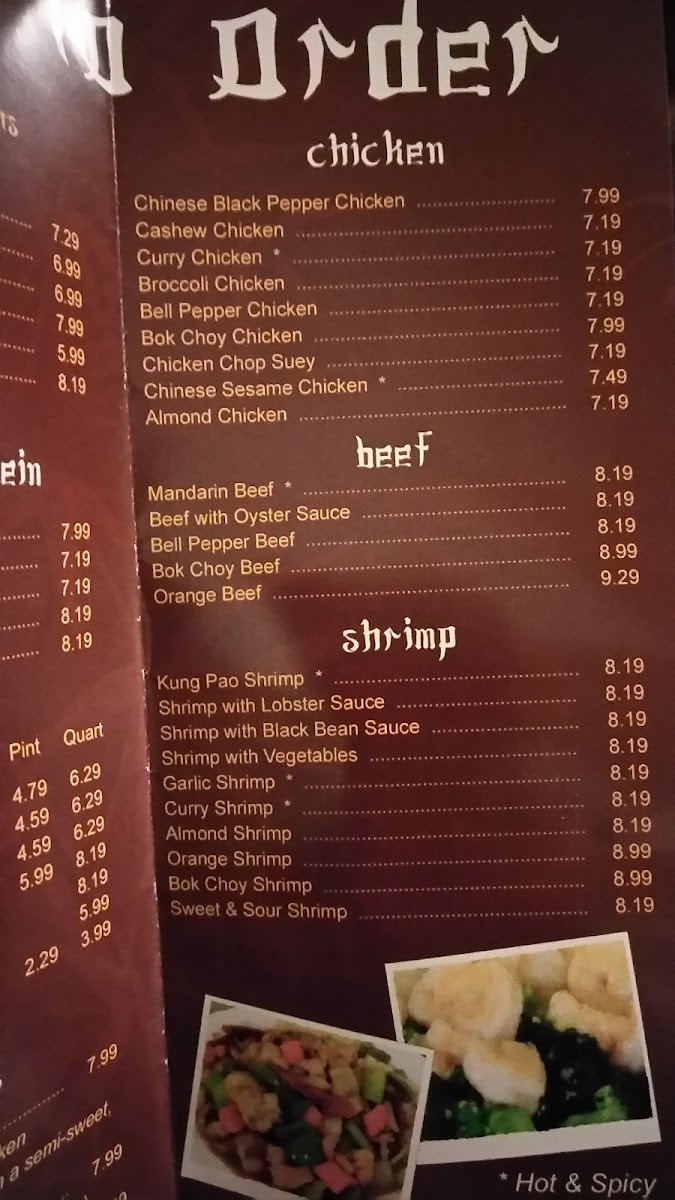 o Order
TS
7.29
6.99
6.99
7.99
5.99
8.19
ein
7.99
7.19
7.19
8.19
8.19
Pint Quart
4.79 6.29
4.59 6.29
4.59 6.29
5.99 8.19
8.19
5.99
2.29 3.99
7.99
ken
a semi-sweet,
7.99
chicken
Chinese Black Pepper Chicken 7.99
Cashew Chicken 7.19
Curry Chicken * 7.19
Broccoli Chicken 7.19
Bell Pepper Chicken 7.19
Bok Choy Chicken 7.99
Chicken Chop Suey 7.19
Chinese Sesame Chicken * 7.49
Almond Chicken 7.19
beef
Mandarin Beef * 8.19
Beef with Oyster Sauce 8.19
Bell Pepper Beef 8.19
Bok Choy Beef 8.99
Orange Beef 9.29
shrimp
Kung Pao Shrimp * 8.19
Shrimp with Lobster Sauce 8.19
Shrimp with Black Bean Sauce 8.19
Shrimp with Vegetables 8.19
Garlic Shrimp * 8.19
Curry Shrimp * 8.19
Almond Shrimp 8.19
Orange Shrimp 8.99
Bok Choy Shrimp 8.99
Sweet & Sour Shrimp 8.19
* Hot & Spicy